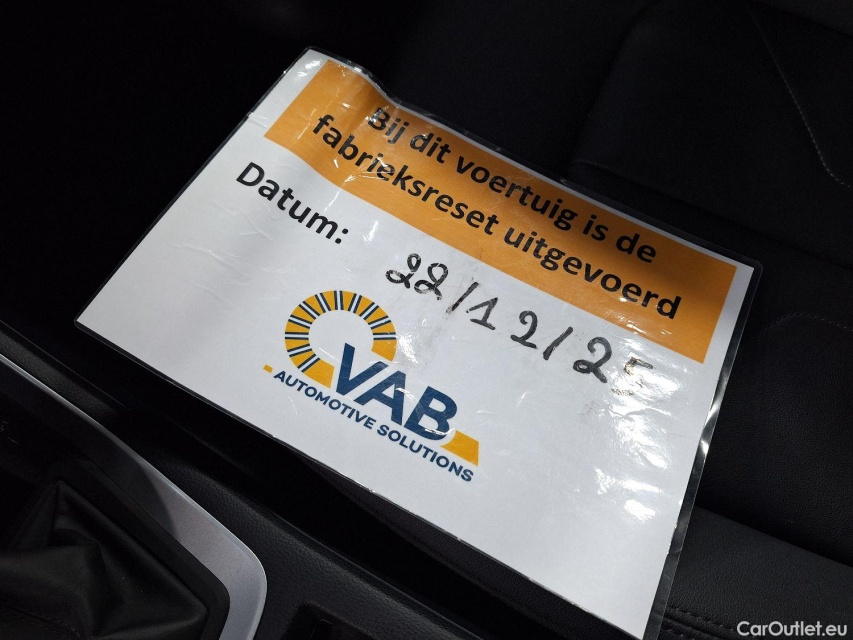 Bij dit voertuig is de
fabrieksreset uitgevoerd
Datum:
22/12/25
VAB
AUTOMOTIVE SOLUTIONS
CarOutlet.eu